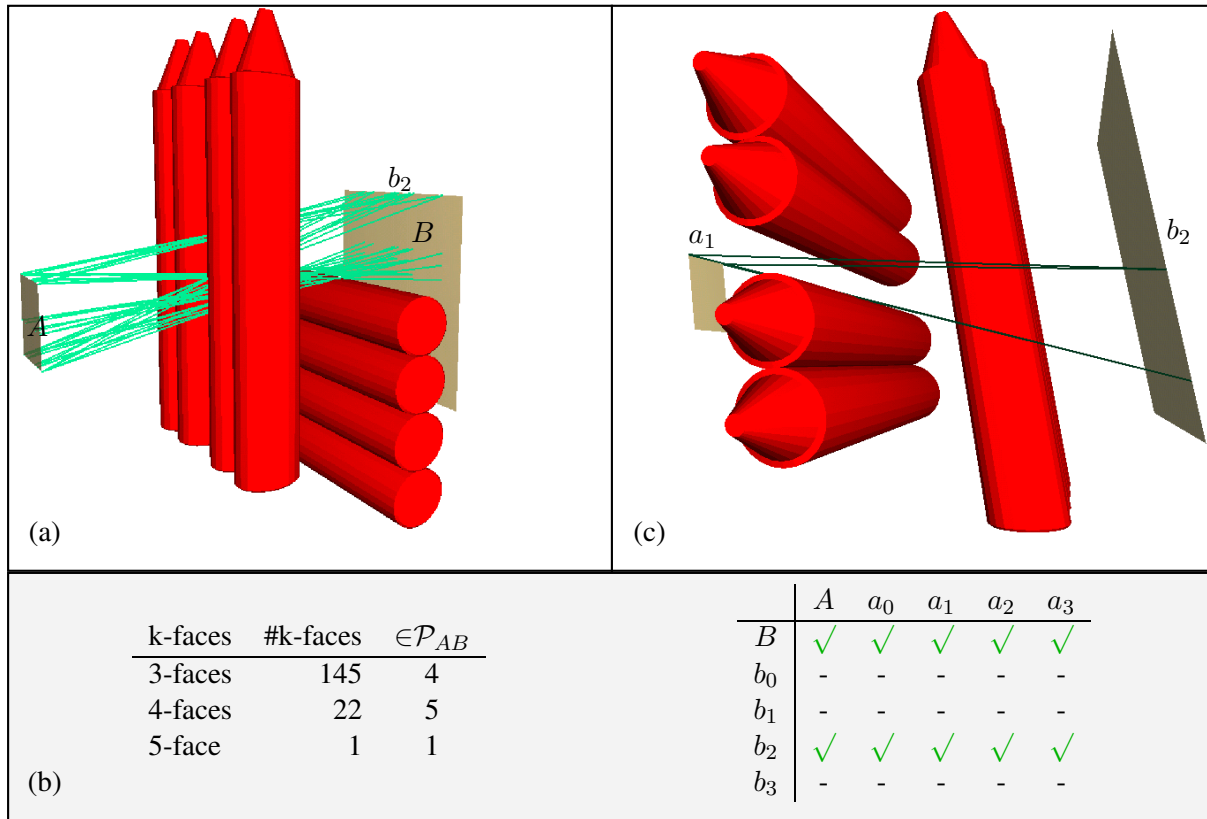 b₂
B
A
(a)
a₁
b₂
(c)
k-faces #k-faces ∈𝒫_AB
3-faces 145 4
4-faces 22 5
5-face 1 1
(b)
A a₀ a₁ a₂ a₃
B √ √ √ √ √
b₀ - - - - -
b₁ - - - - -
b₂ √ √ √ √ √
b₃ - - - - -